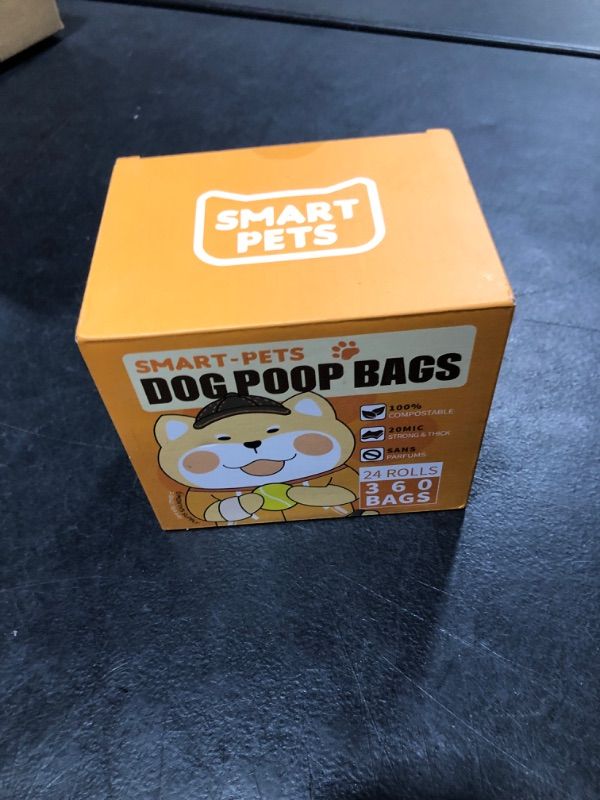 SMART
PETS
SMART-PETS
DOG POOP BAGS
100%
COMPOSTABLE
20MIC
STRONG & THICK
SANS
PARFUMS
24 ROLLS
360
BAGS